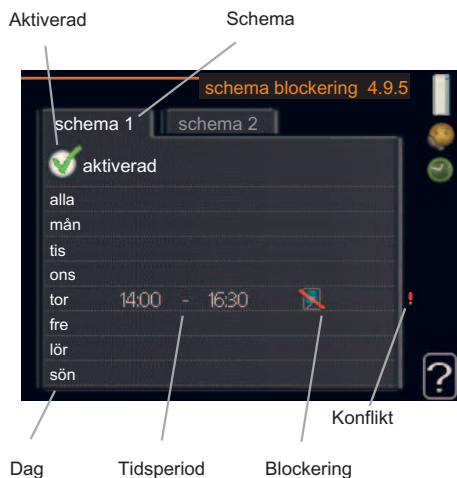 Aktiverad Schema
schema blockering 4.9.5
schema 1 schema 2
aktiverad
alla
mån
tis
ons
tor 14:00 - 16:30 !
fre
lör
sön
?
Konflikt
Dag Tidsperiod Blockering